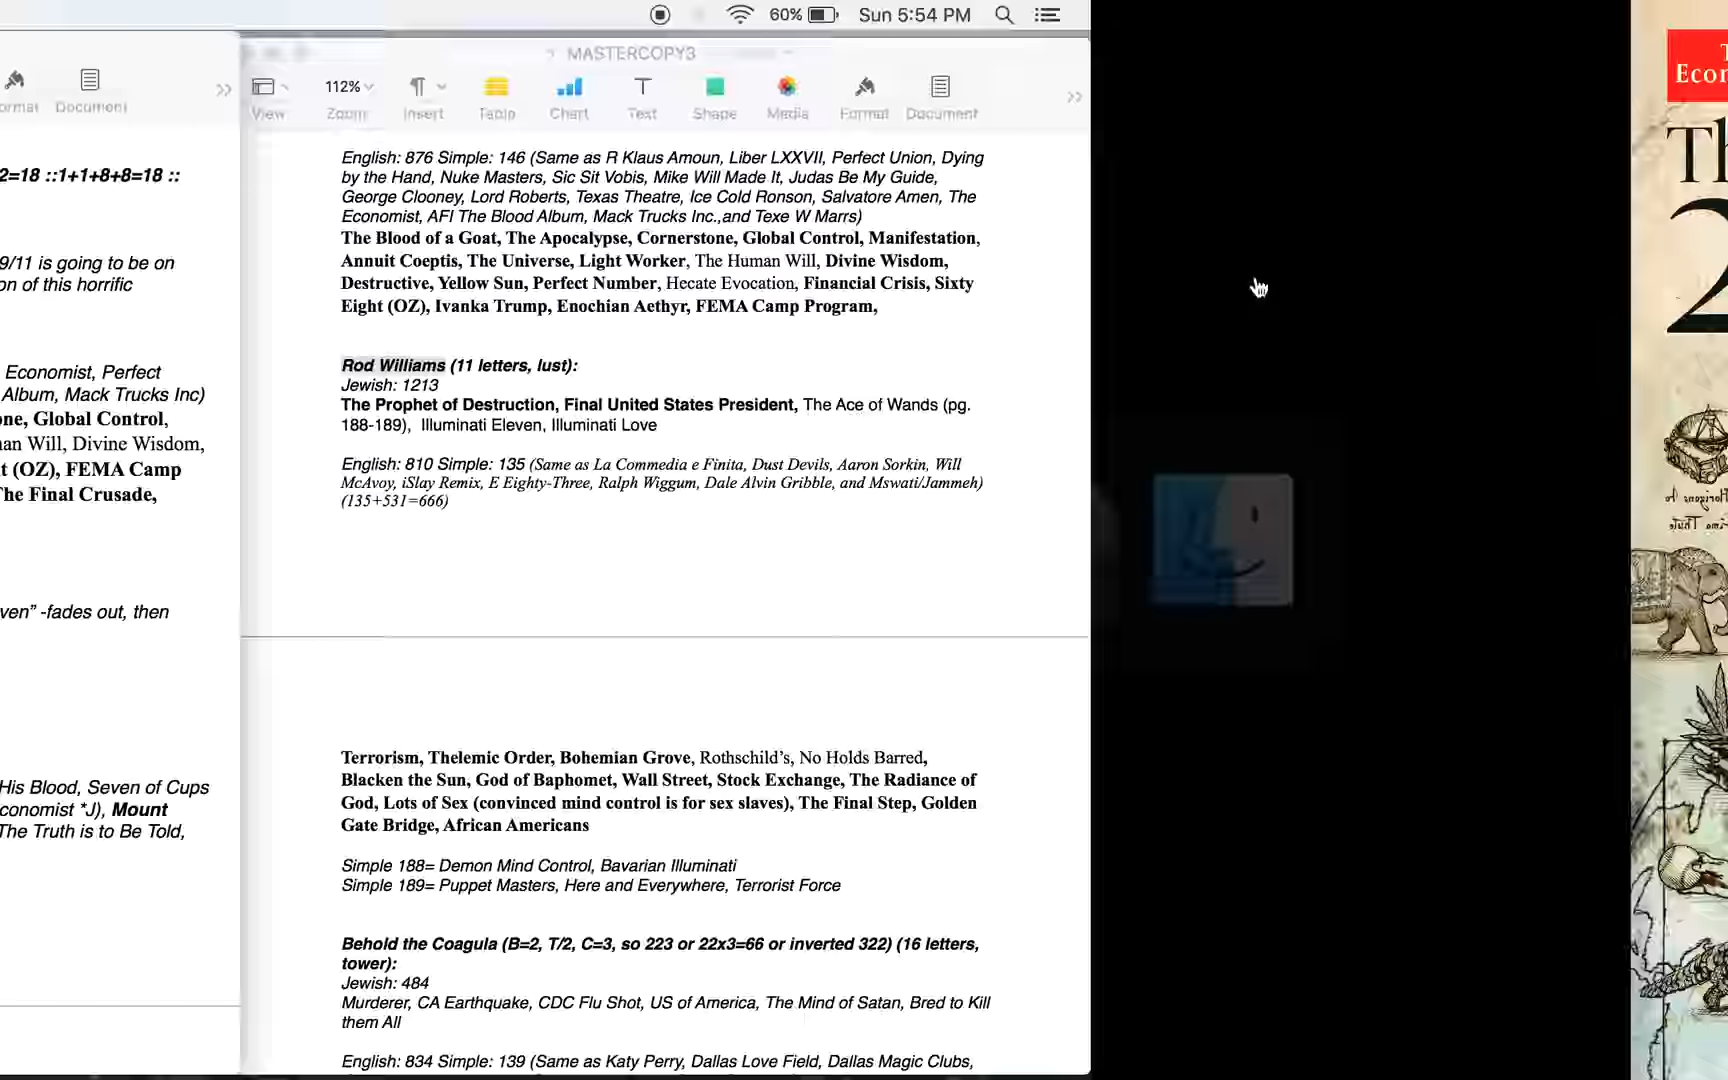 60% Sun 5:54 PM
MASTERCOPY3
112%
View Zoom Insert Table Chart Text Shape Media Format Document
Document
2=18 ::1+1+8+8=18 ::
9/11 is going to be on
on of this horrific
Economist, Perfect
Album, Mack Trucks Inc)
Global Control,
Will, Divine Wisdom,
(OZ), FEMA Camp
The Final Crusade,
-fades out, then
His Blood, Seven of Cups
*J), Mount
The Truth is to Be Told,
English: 876 Simple: 146 (Same as R Klaus Amoun, Liber LXXVII, Perfect Union, Dying
by the Hand, Nuke Masters, Sic Sit Vobis, Mike Will Made It, Judas Be My Guide,
George Clooney, Lord Roberts, Texas Theatre, Ice Cold Ronson, Salvatore Amen, The
Economist, AFI The Blood Album, Mack Trucks Inc.,and Texe W Marrs)
The Blood of a Goat, The Apocalypse, Cornerstone, Global Control, Manifestation,
Annuit Coeptis, The Universe, Light Worker, The Human Will, Divine Wisdom,
Destructive, Yellow Sun, Perfect Number, Hecate Evocation, Financial Crisis, Sixty
Eight (OZ), Ivanka Trump, Enochian Aethyr, FEMA Camp Program,
Rod Williams (11 letters, lust):
Jewish: 1213
The Prophet of Destruction, Final United States President, The Ace of Wands (pg.
188-189), Illuminati Eleven, Illuminati Love
English: 810 Simple: 135 (Same as La Commedia e Finita, Dust Devils, Aaron Sorkin, Will
McAvoy, iSlay Remix, E Eighty-Three, Ralph Wiggum, Dale Alvin Gribble, and Mswati/Jammeh)
(135+531=666)
Terrorism, Thelemic Order, Bohemian Grove, Rothschild's, No Holds Barred,
Blacken the Sun, God of Baphomet, Wall Street, Stock Exchange, The Radiance of
God, Lots of Sex (convinced mind control is for sex slaves), The Final Step, Golden
Gate Bridge, African Americans
Simple 188= Demon Mind Control, Bavarian Illuminati
Simple 189= Puppet Masters, Here and Everywhere, Terrorist Force
Behold the Coagula (B=2, T/2, C=3, so 223 or 22x3=66 or inverted 322) (16 letters,
tower):
Jewish: 484
Murderer, CA Earthquake, CDC Flu Shot, US of America, The Mind of Satan, Bred to Kill
them All
English: 834 Simple: 139 (Same as Katy Perry, Dallas Love Field, Dallas Magic Clubs,